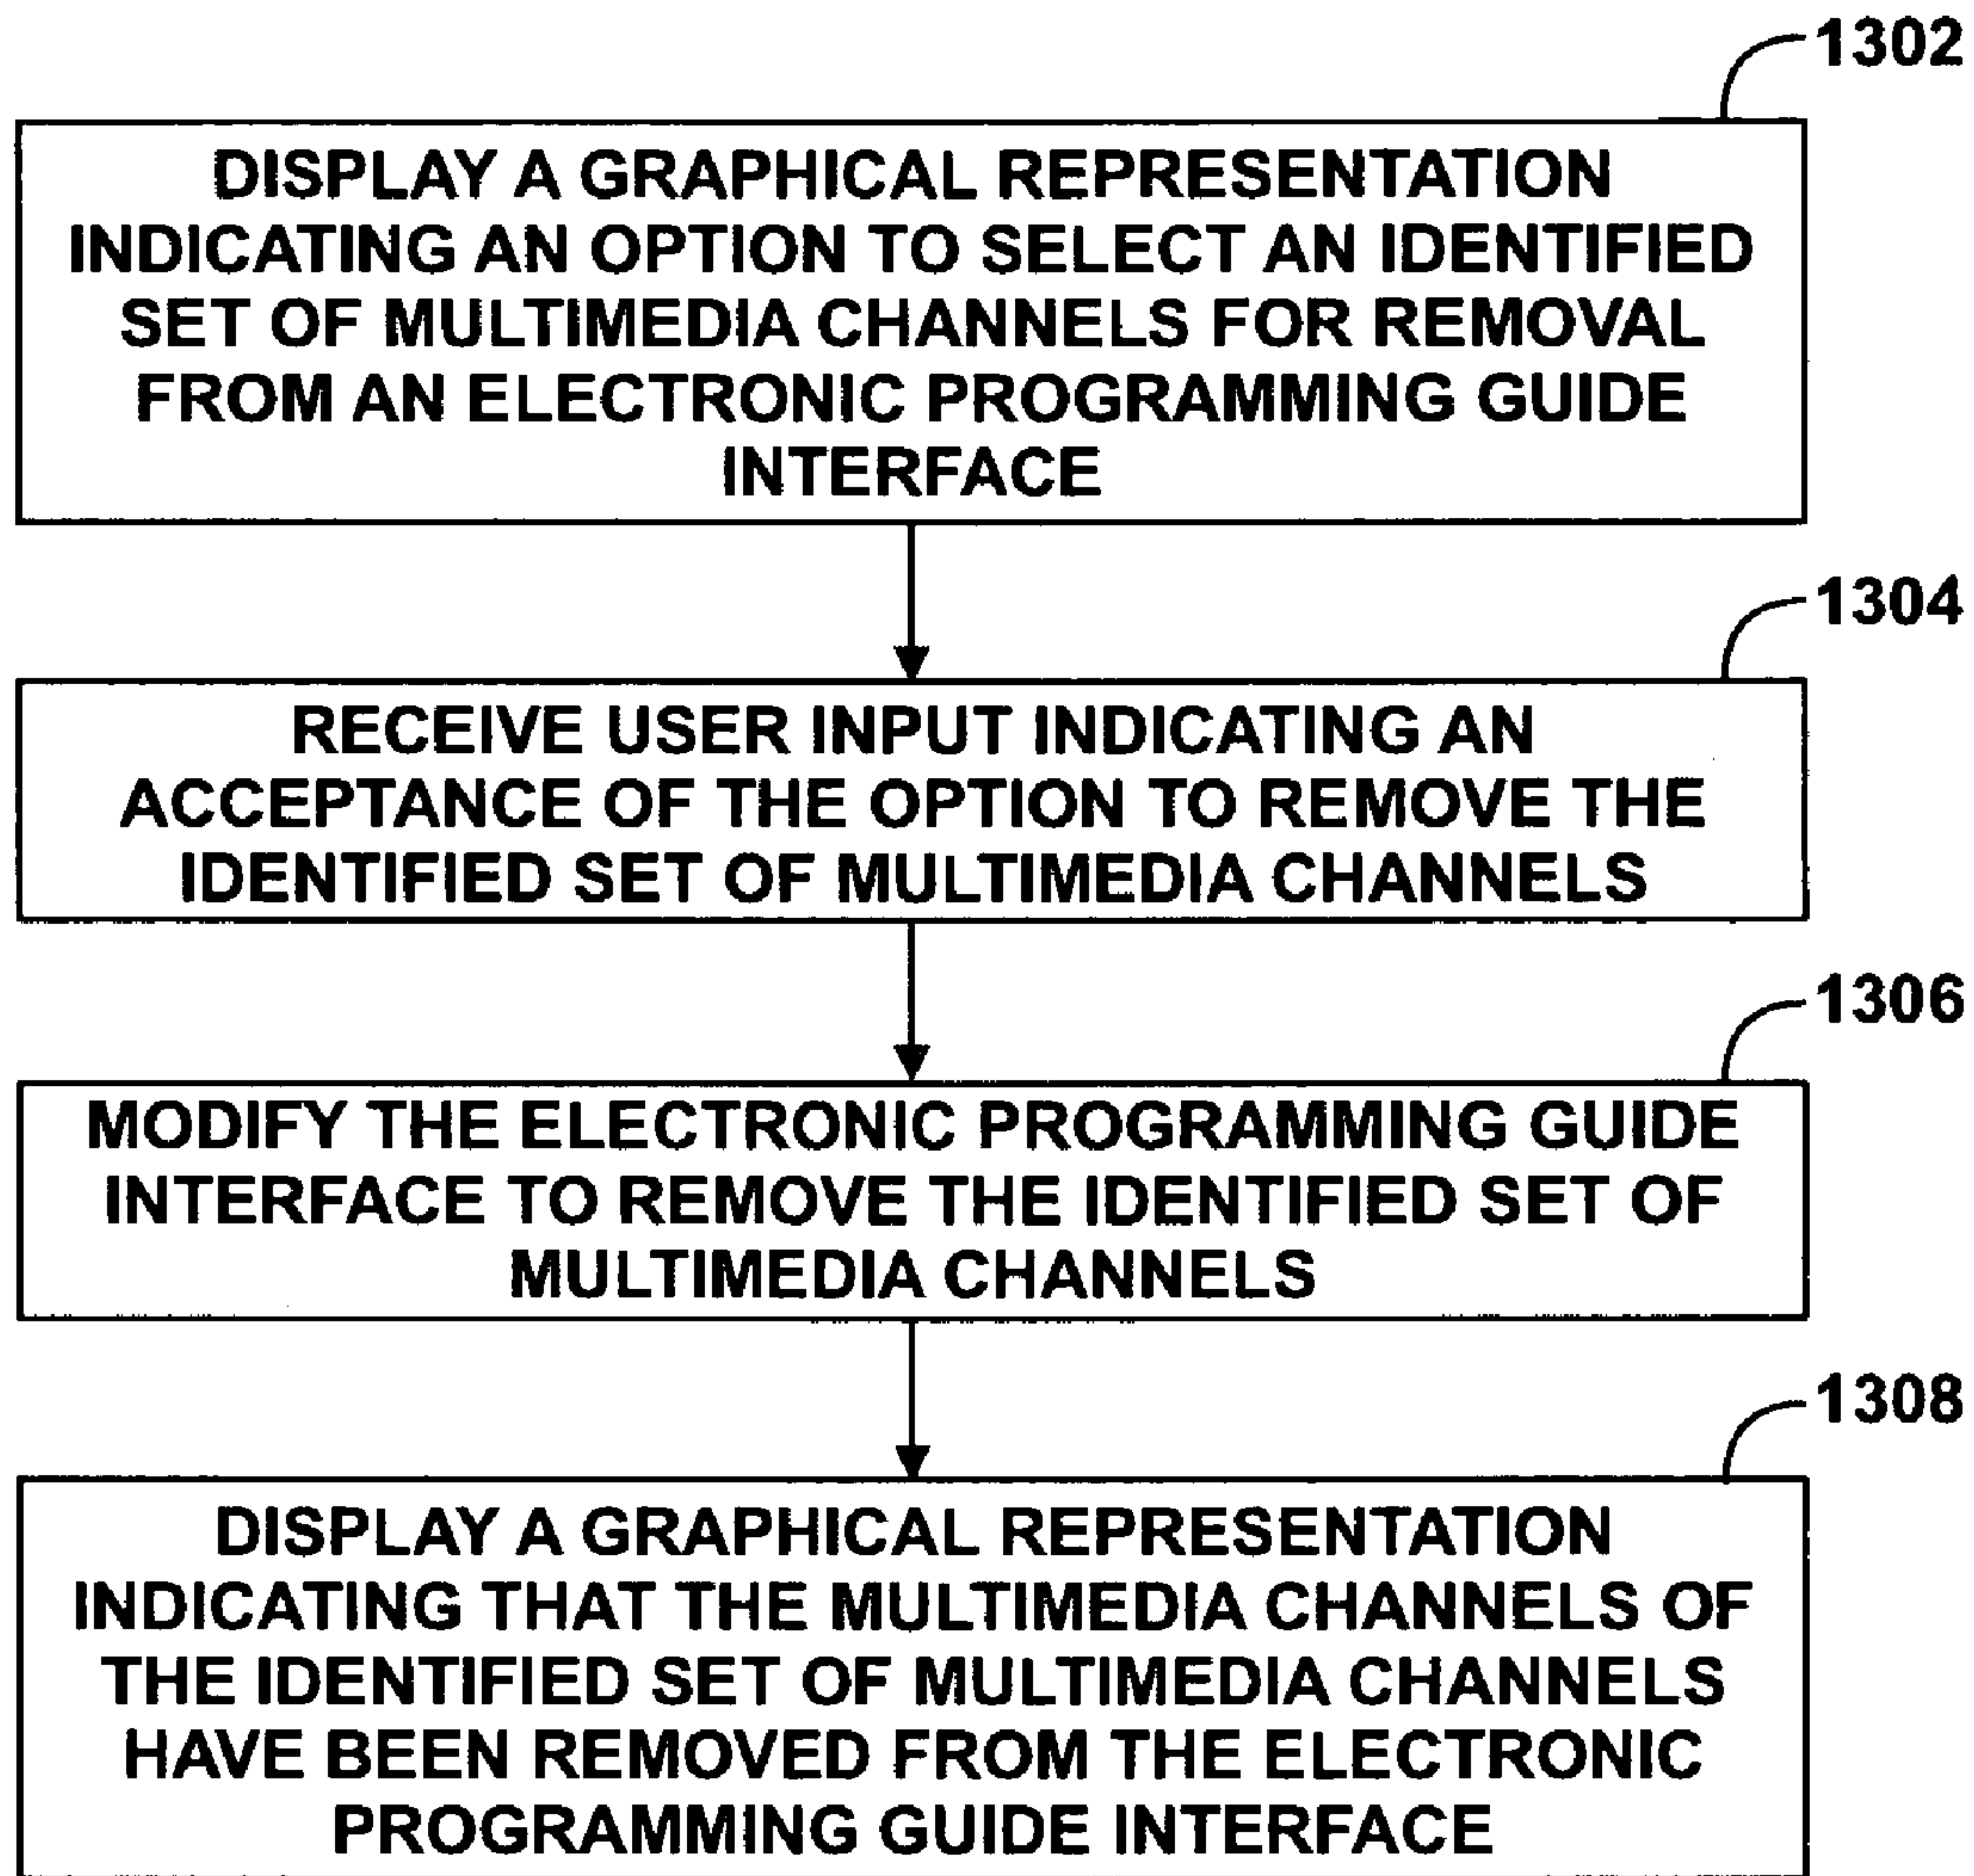 1302
DISPLAY A GRAPHICAL REPRESENTATION
INDICATING AN OPTION TO SELECT AN IDENTIFIED
SET OF MULTIMEDIA CHANNELS FOR REMOVAL
FROM AN ELECTRONIC PROGRAMMING GUIDE
INTERFACE
1304
RECEIVE USER INPUT INDICATING AN
ACCEPTANCE OF THE OPTION TO REMOVE THE
IDENTIFIED SET OF MULTIMEDIA CHANNELS
1306
MODIFY THE ELECTRONIC PROGRAMMING GUIDE
INTERFACE TO REMOVE THE IDENTIFIED SET OF
MULTIMEDIA CHANNELS
1308
DISPLAY A GRAPHICAL REPRESENTATION
INDICATING THAT THE MULTIMEDIA CHANNELS OF
THE IDENTIFIED SET OF MULTIMEDIA CHANNELS
HAVE BEEN REMOVED FROM THE ELECTRONIC
PROGRAMMING GUIDE INTERFACE